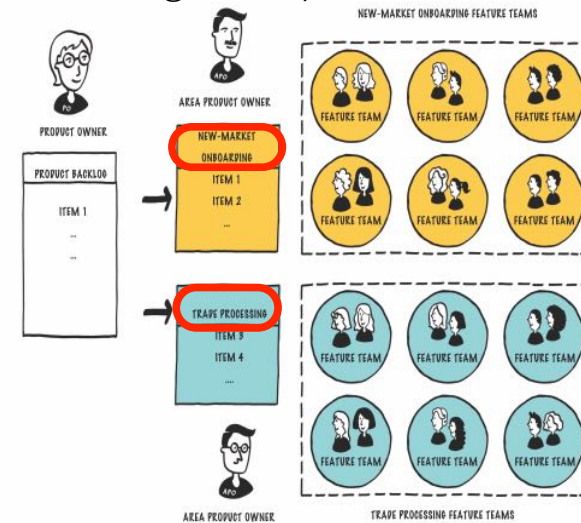 NEW-MARKET ONBOARDING FEATURE TEAMS
PO
APO
AREA PRODUCT OWNER
PRODUCT OWNER
NEW-MARKET
ONBOARDING
ITEM 1
ITEM 2
...
PRODUCT BACKLOG
ITEM 1
...
...
FEATURE TEAM
FEATURE TEAM
FEATURE TEAM
FEATURE TEAM
FEATURE TEAM
FEATURE TEAM
TRADE PROCESSING
ITEM 3
ITEM 4
....
APO
AREA PRODUCT OWNER
FEATURE TEAM
FEATURE TEAM
FEATURE TEAM
FEATURE TEAM
FEATURE TEAM
FEATURE TEAM
TRADE PROCESSING FEATURE TEAMS